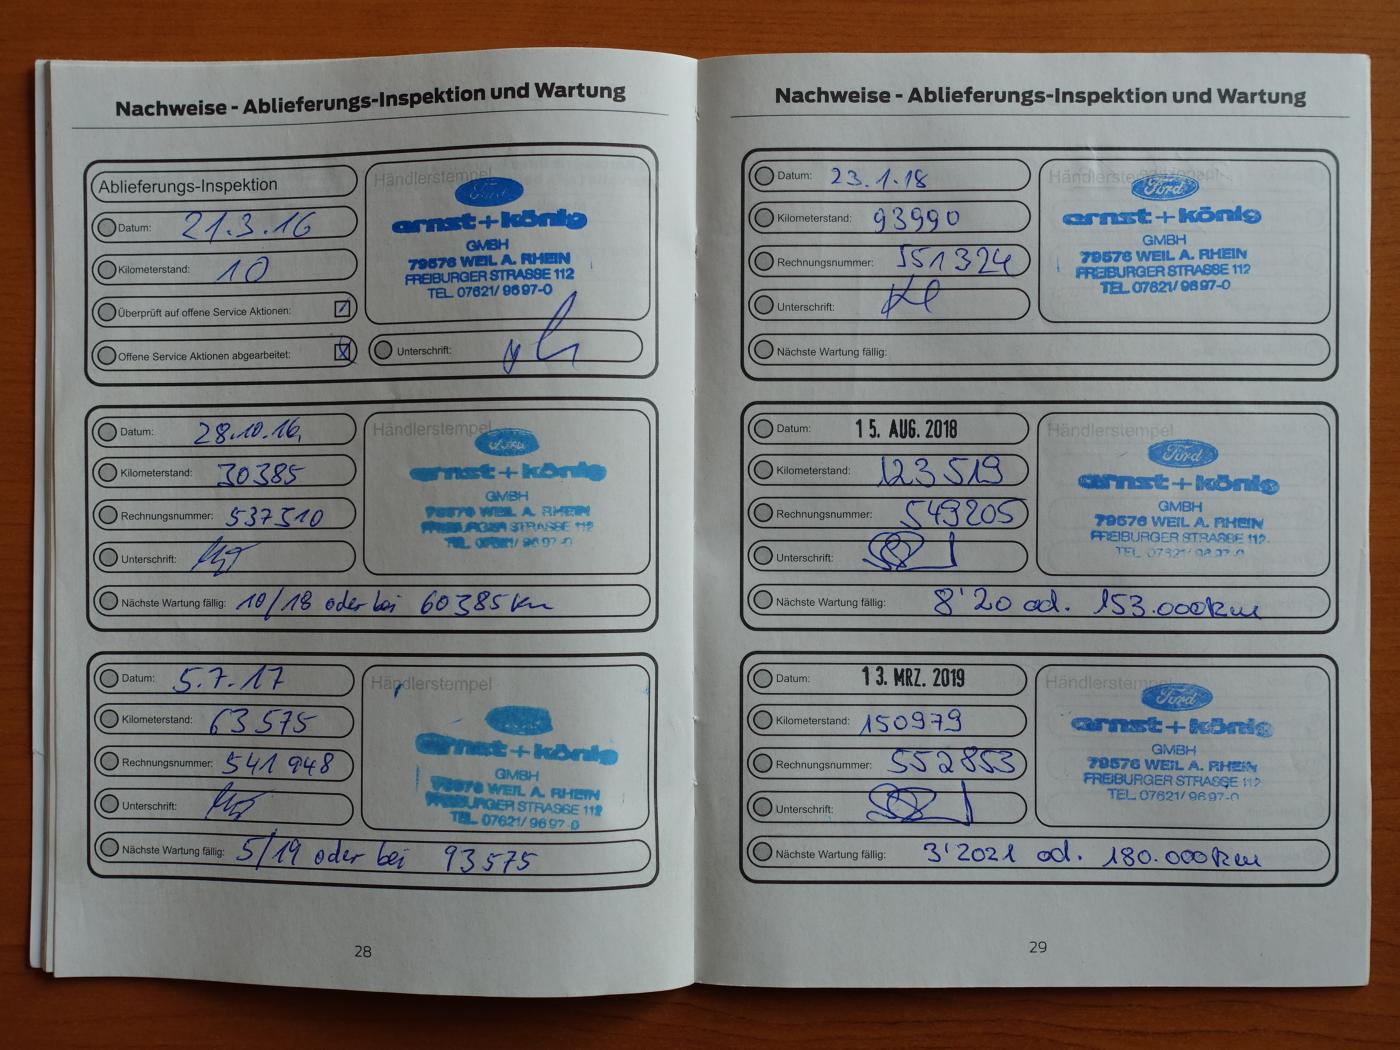 Nachweise - Ablieferungs-Inspektion und Wartung
Ablieferungs-Inspektion
Datum: 21.3.16
Kilometerstand: 10
Überprüft auf offene Service Aktionen:
Offene Service Aktionen abgearbeitet:
Händlerstempel
Ford
ernst+könig
GMBH
79576 WEIL A. RHEIN
FREIBURGER STRASSE 112
TEL. 07621/9697-0
Unterschrift:
Datum: 28.10.16
Kilometerstand: 30385
Rechnungsnummer: 537510
Unterschrift:
Nächste Wartung fällig: 10/18 oder bei 60385 km
Händlerstempel
Ford
ernst+könig
GMBH
79576 WEIL A. RHEIN
FREIBURGER STRASSE 112
TEL. 07621/9697-0
Datum: 5.7.17
Kilometerstand: 63575
Rechnungsnummer: 541948
Unterschrift:
Nächste Wartung fällig: 5/19 oder bei 93575
Händlerstempel
ernst+könig
GMBH
79576 WEIL A. RHEIN
FREIBURGER STRASSE 112
TEL. 07621/9697-0
28
Nachweise - Ablieferungs-Inspektion und Wartung
Datum: 23.1.18
Kilometerstand: 93990
Rechnungsnummer: 551324
Unterschrift:
Nächste Wartung fällig:
Händlerstempel
Ford
ernst+könig
GMBH
79576 WEIL A. RHEIN
FREIBURGER STRASSE 112
TEL. 07621/9697-0
Datum: 15. AUG. 2018
Kilometerstand: 123519
Rechnungsnummer: 549205
Unterschrift:
Nächste Wartung fällig: 8'20 od. 153.000km
Händlerstempel
Ford
ernst+könig
GMBH
79576 WEIL A. RHEIN
FREIBURGER STRASSE 112
TEL. 07621/9697-0
Datum: 13. MRZ. 2019
Kilometerstand: 150979
Rechnungsnummer: 552853
Unterschrift:
Nächste Wartung fällig: 3'2021 od. 180.000km
Händlerstempel
Ford
ernst+könig
GMBH
79576 WEIL A. RHEIN
FREIBURGER STRASSE 112
TEL. 07621/9697-0
29